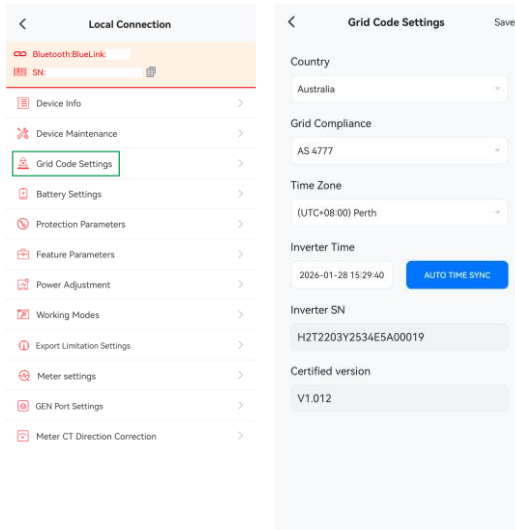 Local Connection
Bluetooth:BlueLink:
SN:
Device Info
Device Maintenance
Grid Code Settings
Battery Settings
Protection Parameters
Feature Parameters
Power Adjustment
Working Modes
Export Limitation Settings
Meter settings
GEN Port Settings
Meter CT Direction Correction
Grid Code Settings
Save
Country
Australia
Grid Compliance
AS 4777
Time Zone
(UTC+08:00) Perth
Inverter Time
2026-01-28 15:29:40
AUTO TIME SYNC
Inverter SN
H2T2203Y2534E5A00019
Certified version
V1.012